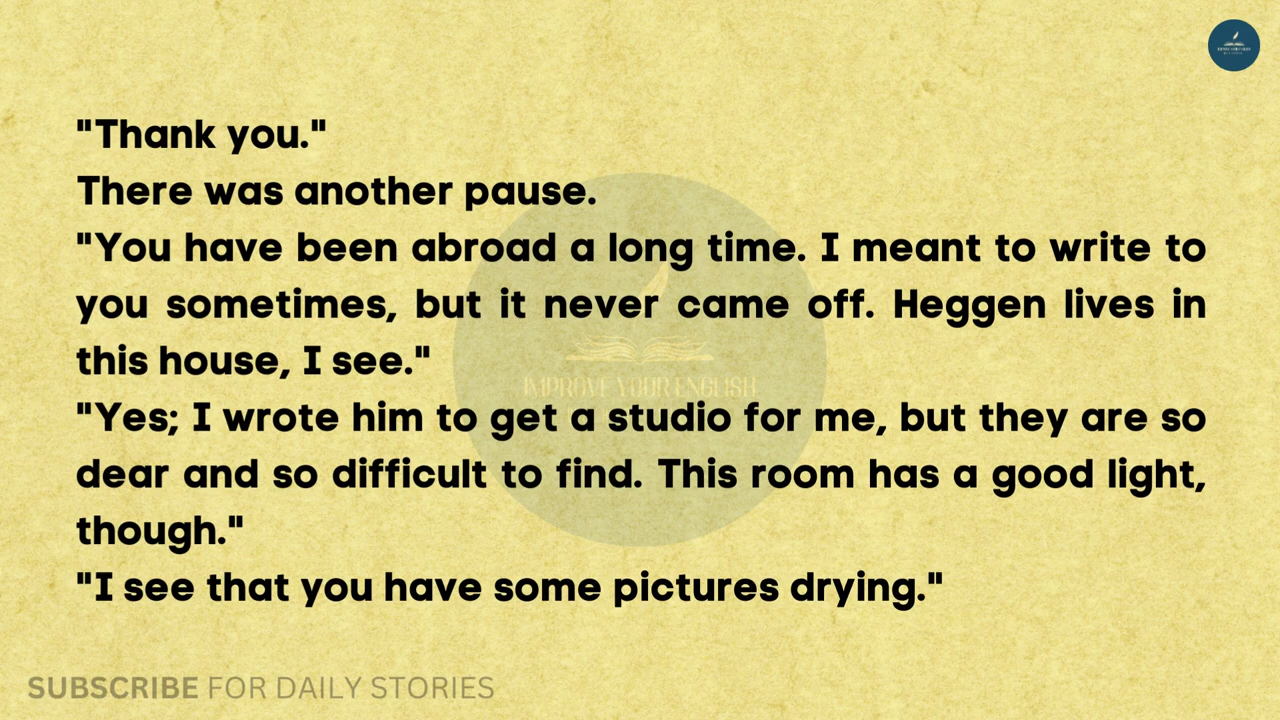 "Thank you."
There was another pause.
"You have been abroad a long time. I meant to write to
you sometimes, but it never came off. Heggen lives in
this house, I see."
"Yes; I wrote him to get a studio for me, but they are so
dear and so difficult to find. This room has a good light,
though."
"I see that you have some pictures drying."
IMPROVE YOUR ENGLISH
SUBSCRIBE FOR DAILY STORIES